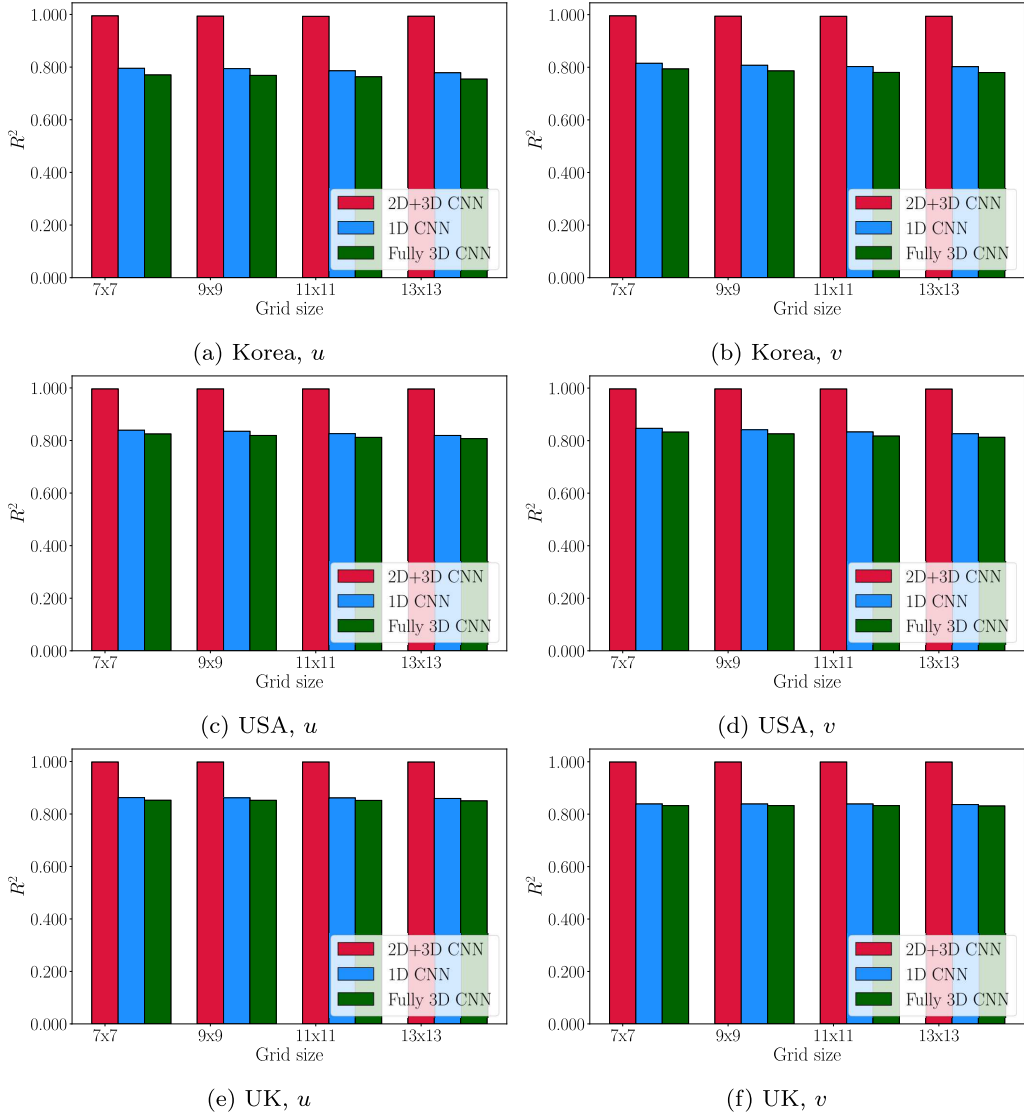 1.000
0.800
0.600
0.400
0.200
0.000
R²
2D+3D CNN
1D CNN
Fully 3D CNN
7x7 9x9 11x11 13x13
Grid size
(a) Korea, u
1.000
0.800
0.600
0.400
0.200
0.000
R²
2D+3D CNN
1D CNN
Fully 3D CNN
7x7 9x9 11x11 13x13
Grid size
(b) Korea, v
1.000
0.800
0.600
0.400
0.200
0.000
R²
2D+3D CNN
1D CNN
Fully 3D CNN
7x7 9x9 11x11 13x13
Grid size
(c) USA, u
1.000
0.800
0.600
0.400
0.200
0.000
R²
2D+3D CNN
1D CNN
Fully 3D CNN
7x7 9x9 11x11 13x13
Grid size
(d) USA, v
1.000
0.800
0.600
0.400
0.200
0.000
R²
2D+3D CNN
1D CNN
Fully 3D CNN
7x7 9x9 11x11 13x13
Grid size
(e) UK, u
1.000
0.800
0.600
0.400
0.200
0.000
R²
2D+3D CNN
1D CNN
Fully 3D CNN
7x7 9x9 11x11 13x13
Grid size
(f) UK, v